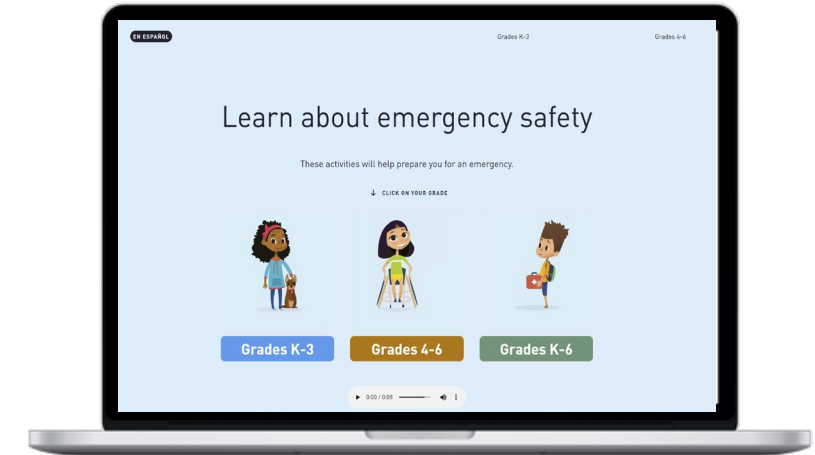 EN ESPAÑOL
Grades K-3
Grades 4-6
Learn about emergency safety
These activities will help prepare you for an emergency.
↓ CLICK ON YOUR GRADE
Grades K-3
Grades 4-6
Grades K-6
0:00 / 0:08